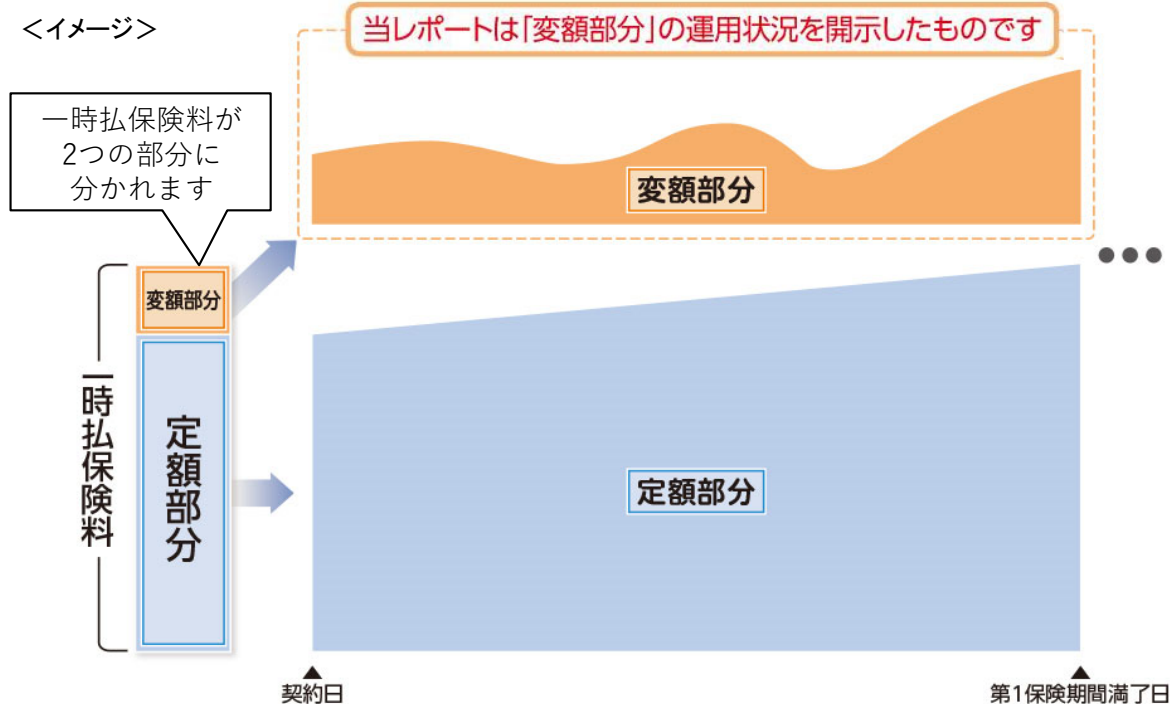 ＜イメージ＞
当レポートは「変額部分」の運用状況を開示したものです
一時払保険料が
2つの部分に
分かれます
変額部分
変額部分
一時払保険料
定額部分
定額部分
●●●
▲
契約日
▲
第1保険期間満了日